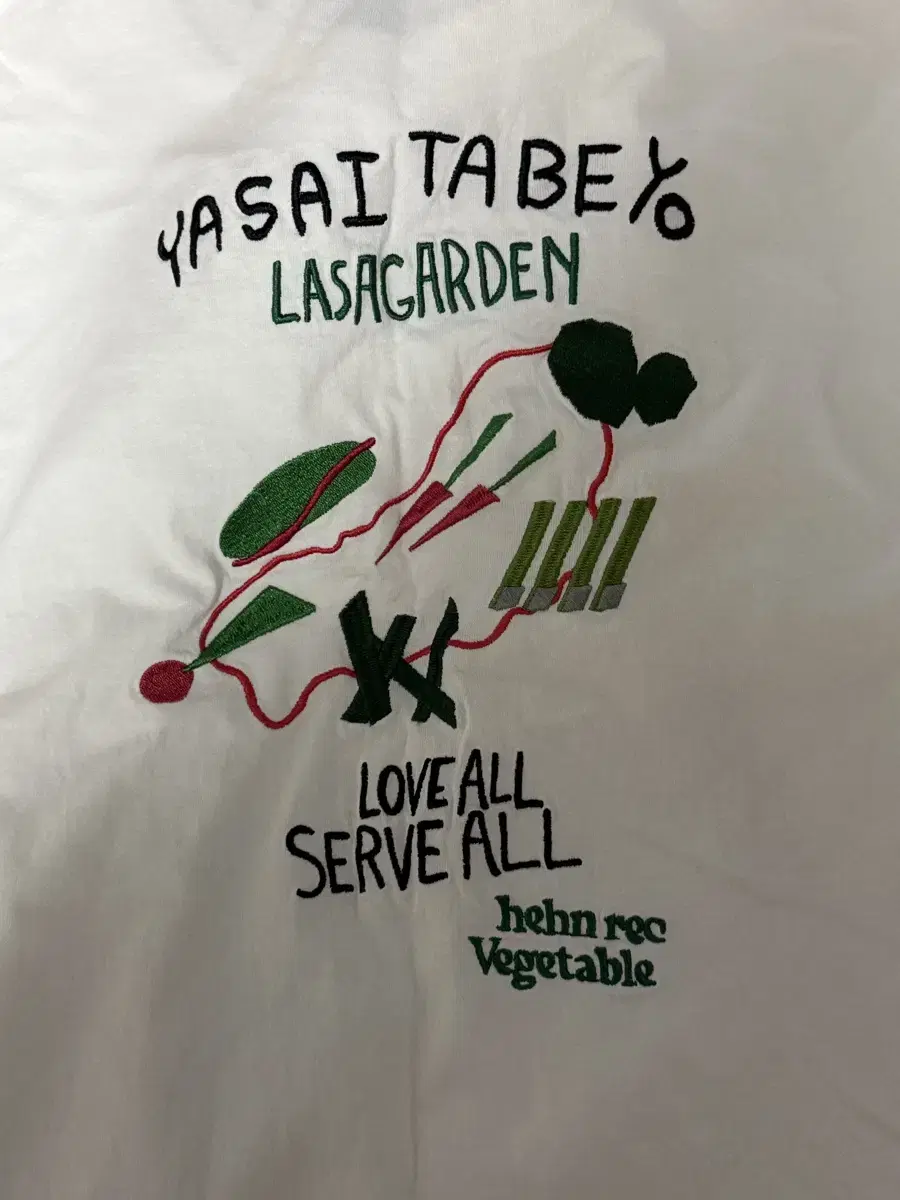 YASAI TABEYO
LASAGARDEN
LOVE ALL
SERVE ALL
hehn rec
Vegetable